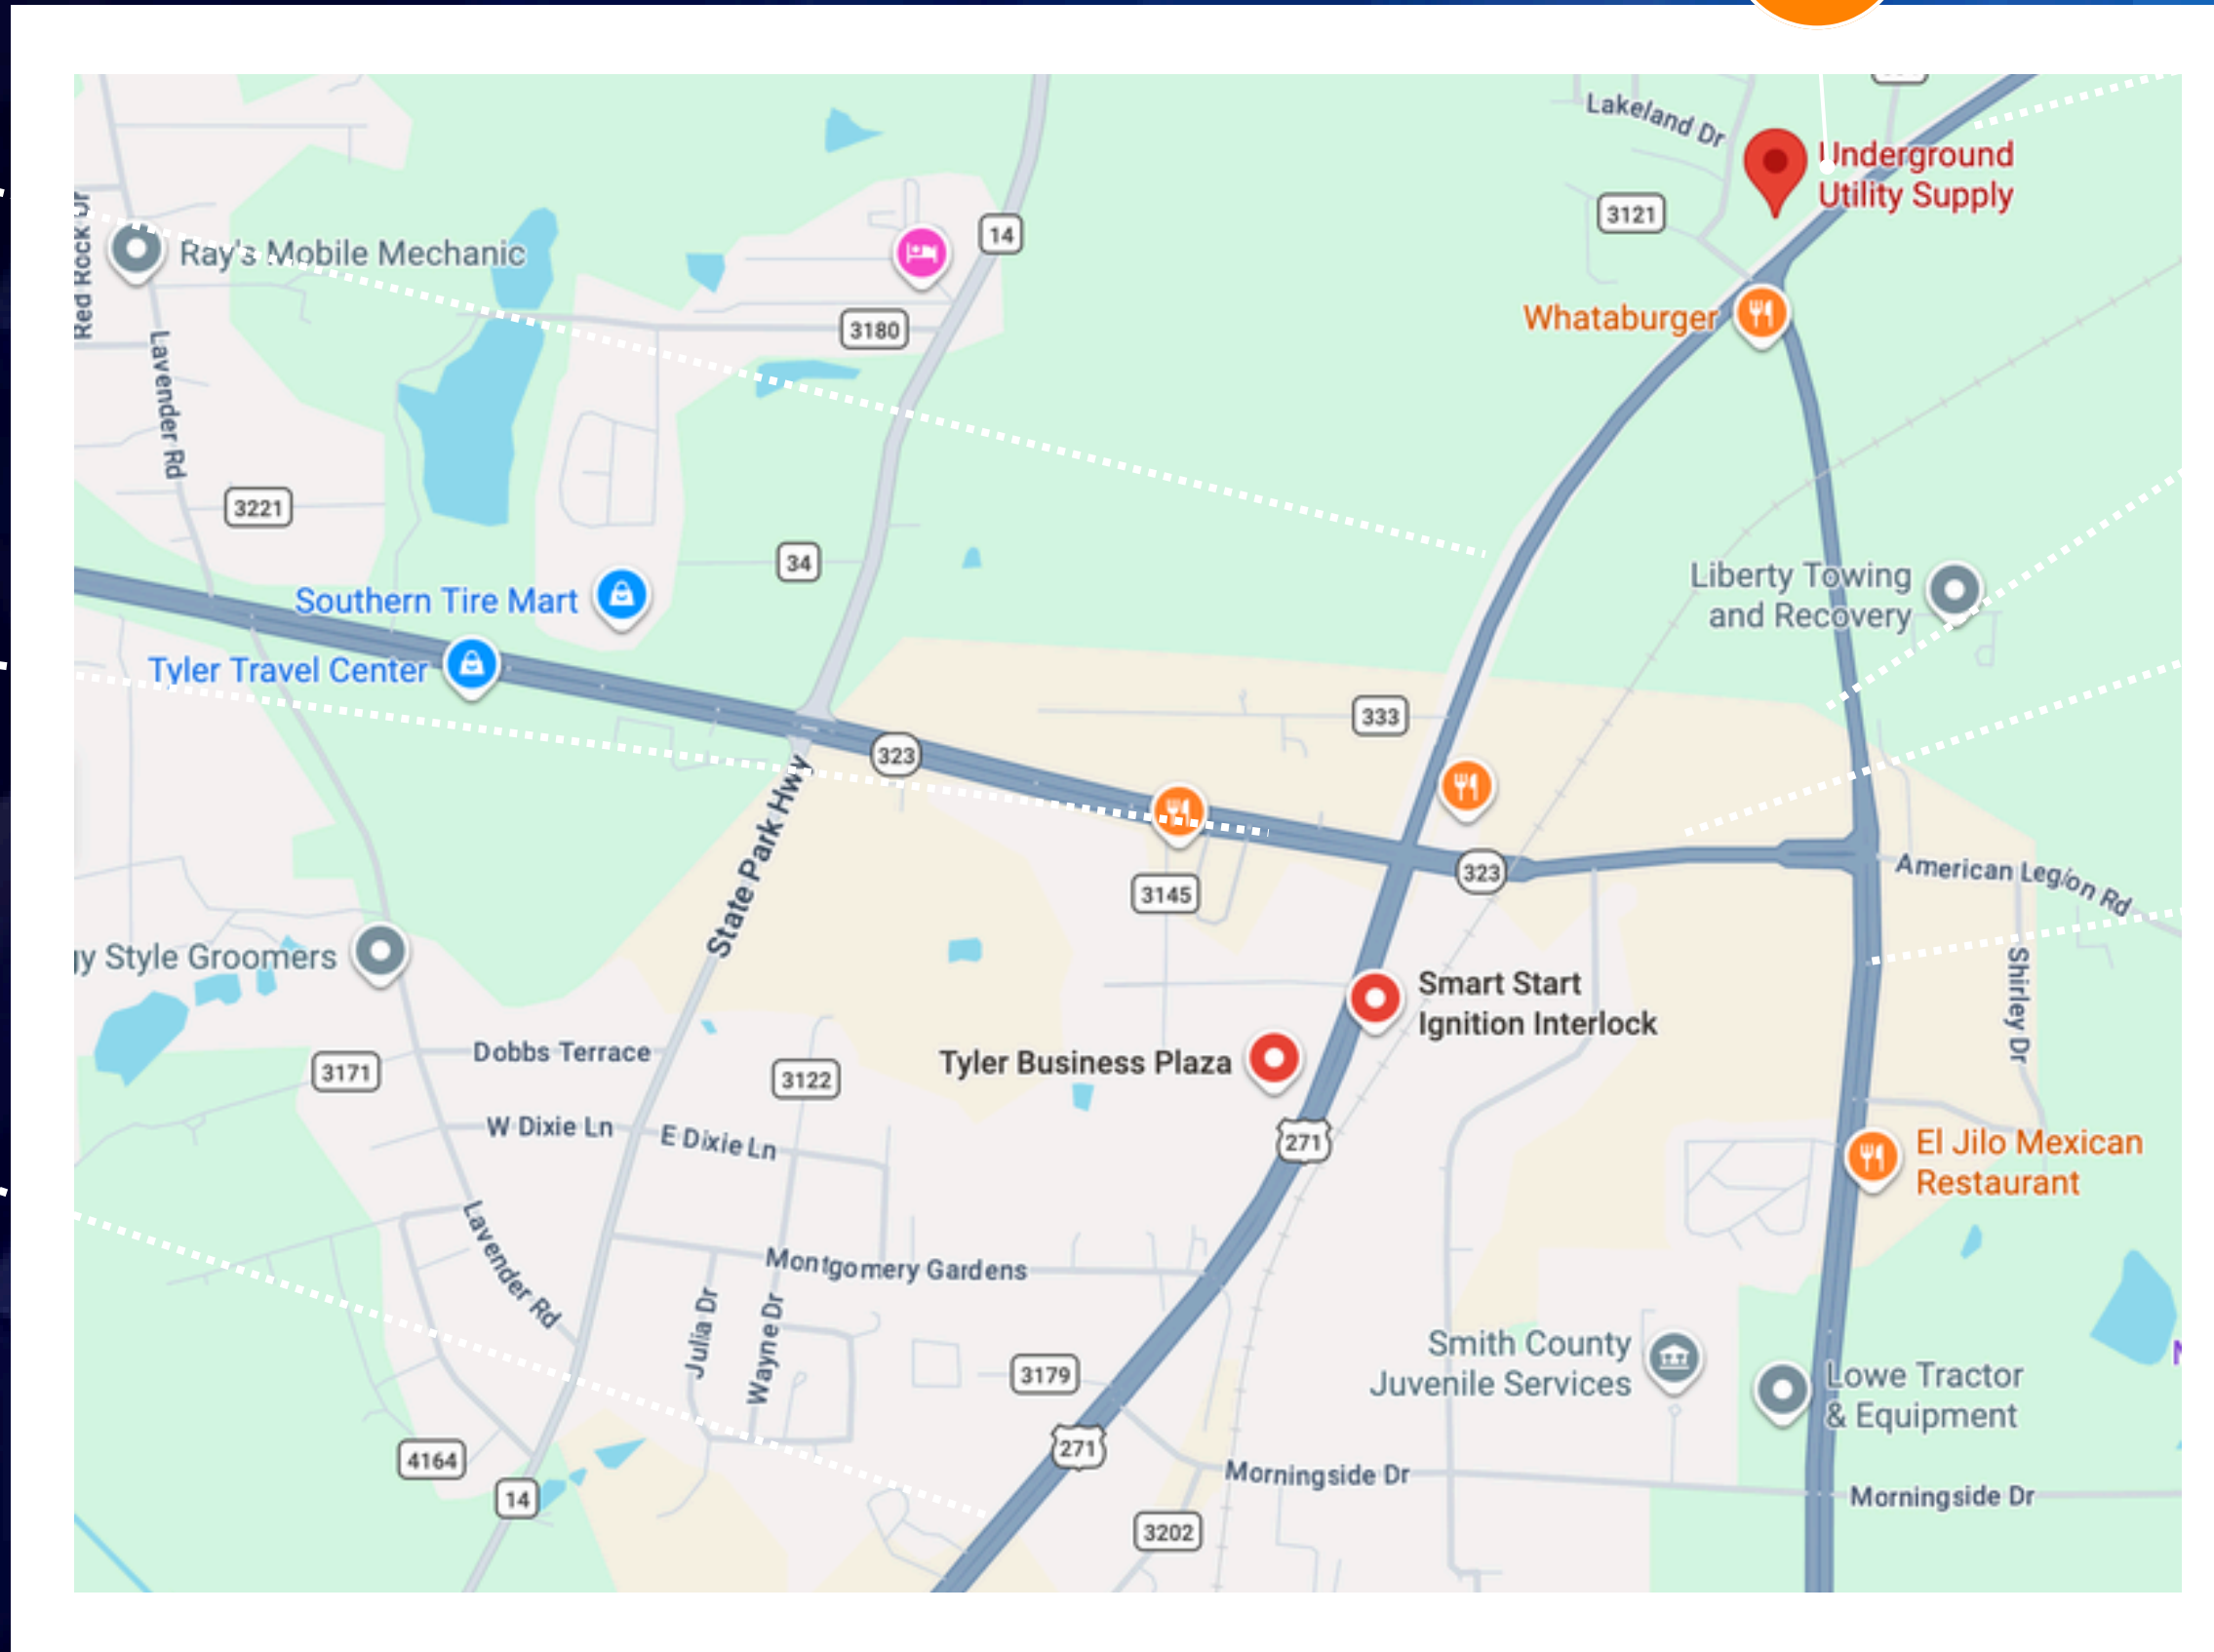 Lakeland Dr
Underground
Utility Supply
3121
14
Red Rock Dr
Ray's Mobile Mechanic
Whataburger
3180
Lavender Rd
3221
34
Liberty Towing
and Recovery
Southern Tire Mart
Tyler Travel Center
333
323
State Park Hwy
323
American Legion Rd
3145
gy Style Groomers
Smart Start
Ignition Interlock
Shirley Dr
Dobbs Terrace
Tyler Business Plaza
3171
3122
W Dixie Ln
E Dixie Ln
271
El Jilo Mexican
Restaurant
Lavender Rd
Montgomery Gardens
Julia Dr
Wayne Dr
Smith County
Juvenile Services
3179
Lowe Tractor
& Equipment
271
4164
14
Morningside Dr
Morningside Dr
3202